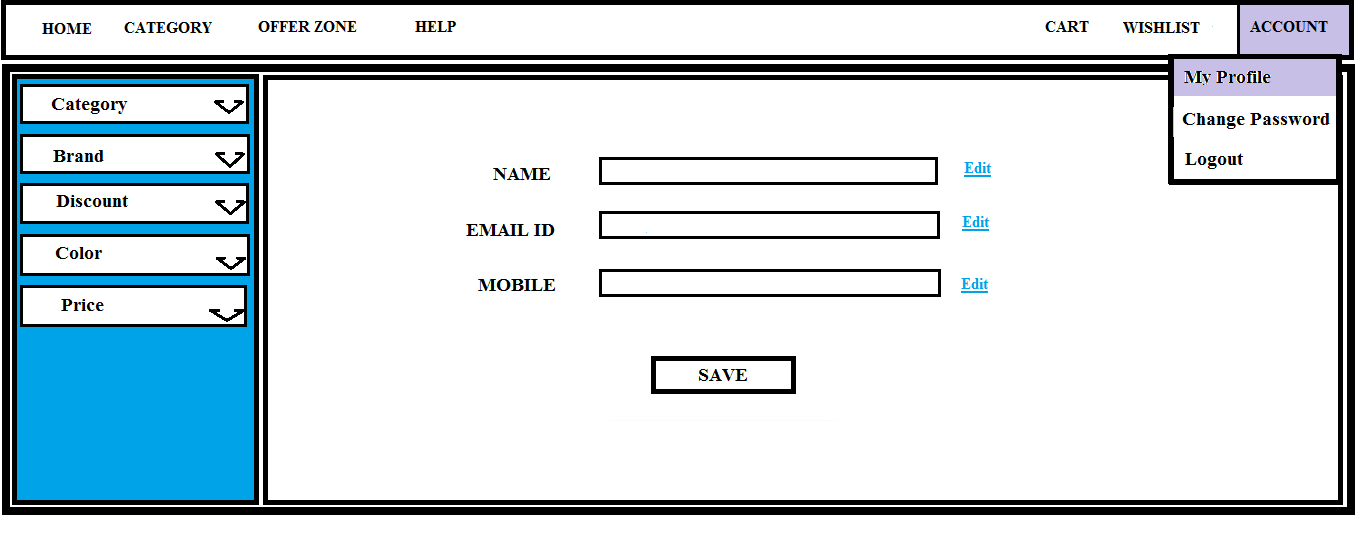 HOME CATEGORY OFFER ZONE HELP CART WISHLIST ACCOUNT
My Profile
Change Password
Logout
Category
Brand
Discount
Color
Price
NAME Edit
EMAIL ID Edit
MOBILE Edit
SAVE